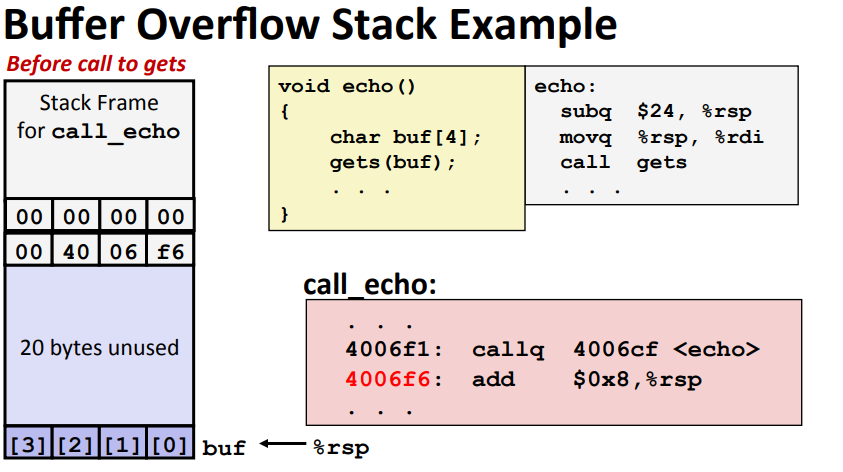 Buffer Overflow Stack Example
Before call to gets
Stack Frame
for call_echo
00 00 00 00
00 40 06 f6
20 bytes unused
[3] [2] [1] [0] buf %rsp
void echo()
{
    char buf[4];
    gets(buf);
    . . .
}
echo:
  subq $24, %rsp
  movq %rsp, %rdi
  call gets
  . . .
call_echo:
. . .
4006f1: callq 4006cf <echo>
4006f6: add $0x8,%rsp
. . .